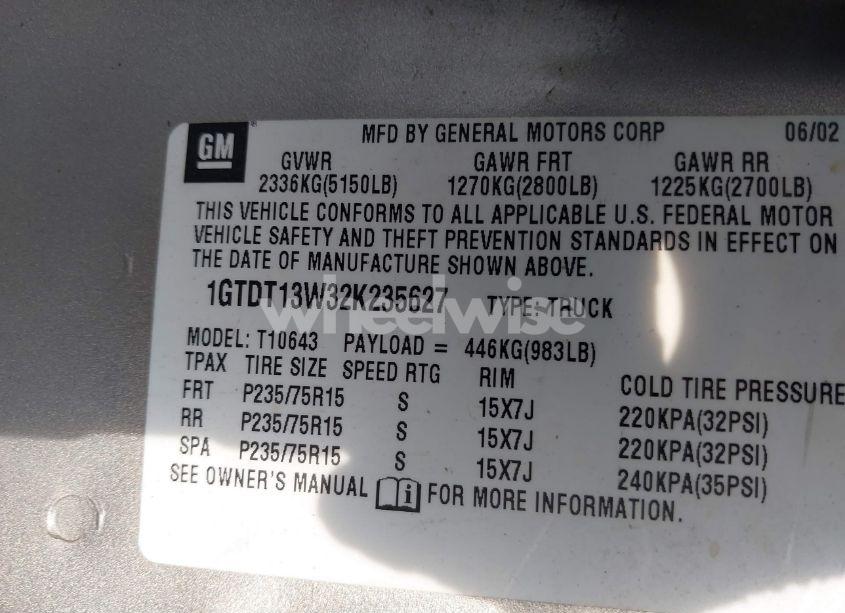 GM
MFD BY GENERAL MOTORS CORP 06/02
GVWR GAWR FRT GAWR RR
2336KG(5150LB) 1270KG(2800LB) 1225KG(2700LB)
THIS VEHICLE CONFORMS TO ALL APPLICABLE U.S. FEDERAL MOTOR
VEHICLE SAFETY AND THEFT PREVENTION STANDARDS IN EFFECT ON
THE DATE OF MANUFACTURE SHOWN ABOVE.
1GTDT13W32K235627 TYPE: TRUCK
wheelwise
MODEL: T10643 PAYLOAD = 446KG(983LB)
TPAX TIRE SIZE SPEED RTG RIM COLD TIRE PRESSURE
FRT P235/75R15 S 15X7J 220KPA(32PSI)
RR P235/75R15 S 15X7J 220KPA(32PSI)
SPA P235/75R15 S 15X7J 240KPA(35PSI)
SEE OWNER'S MANUAL i FOR MORE INFORMATION.